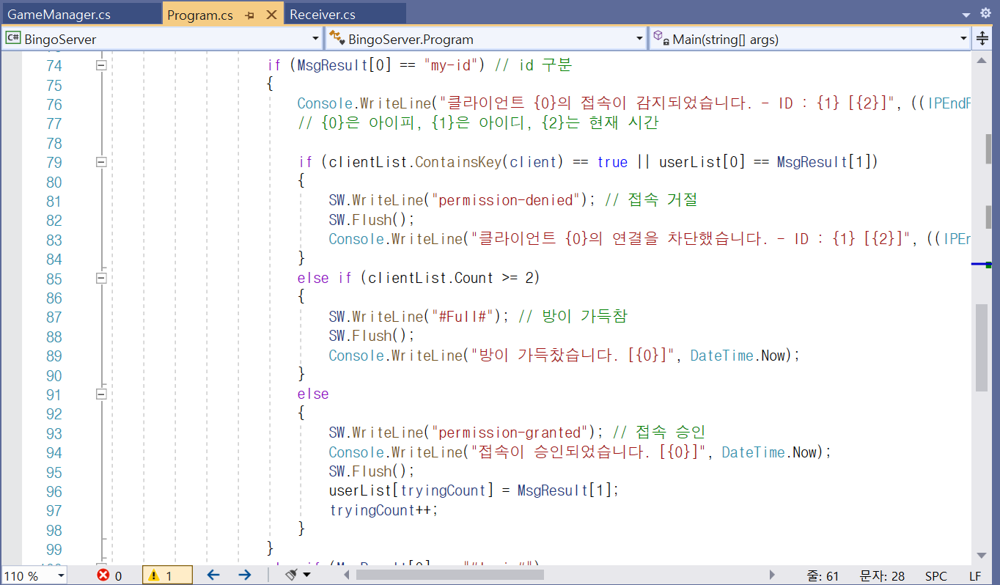 GameManager.cs
Program.cs
Receiver.cs
C# BingoServer
BingoServer.Program
Main(string[] args)
74 if (MsgResult[0] == "my-id") // id 구분
75 {
76 Console.WriteLine("클라이언트 {0}의 접속이 감지되었습니다. - ID : {1} [{2}]", ((IPEndP
77 // {0}은 아이피, {1}은 아이디, {2}는 현재 시간
78
79 if (clientList.ContainsKey(client) == true || userList[0] == MsgResult[1])
80 {
81 SW.WriteLine("permission-denied"); // 접속 거절
82 SW.Flush();
83 Console.WriteLine("클라이언트 {0}의 연결을 차단했습니다. - ID : {1} [{2}]", ((IPEn
84 }
85 else if (clientList.Count >= 2)
86 {
87 SW.WriteLine("#Full#"); // 방이 가득참
88 SW.Flush();
89 Console.WriteLine("방이 가득찼습니다. [{0}]", DateTime.Now);
90 }
91 else
92 {
93 SW.WriteLine("permission-granted"); // 접속 승인
94 Console.WriteLine("접속이 승인되었습니다. [{0}]", DateTime.Now);
95 SW.Flush();
96 userList[tryingCount] = MsgResult[1];
97 tryingCount++;
98 }
99 }
110 %
0
1
줄: 61
문자: 28
SPC
LF